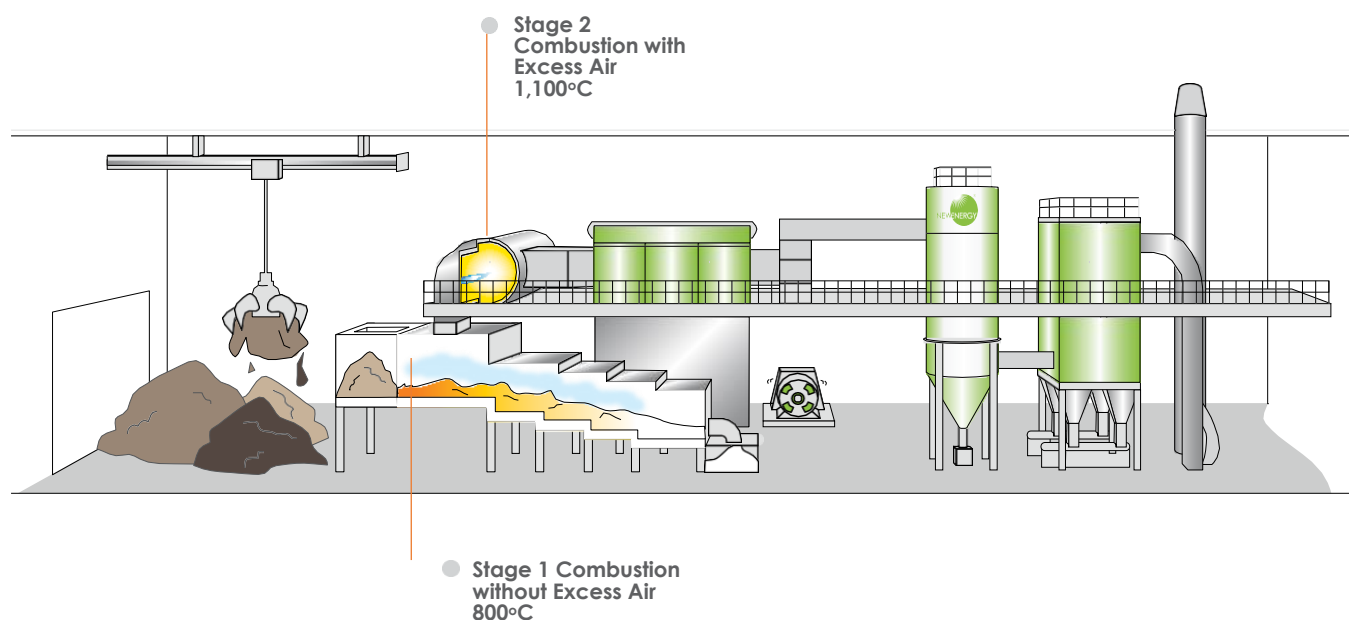 Stage 2
Combustion with
Excess Air
1,100°C
NEWENERGY
Stage 1 Combustion
without Excess Air
800°C